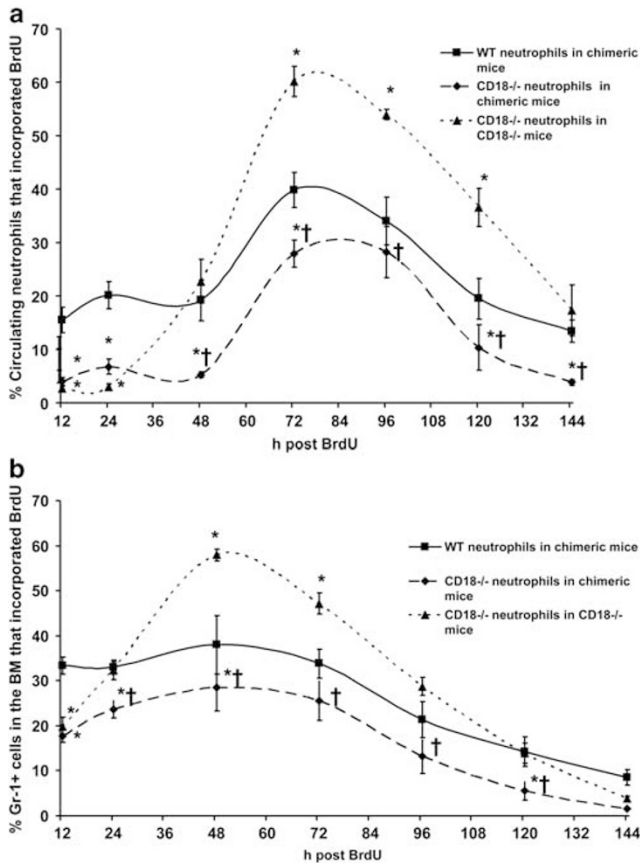 a
% Circulating neutrophils that incorporated BrdU
70
60
50
40
30
20
10
0
* * * * * * * *† *† † *† *†
WT neutrophils in chimeric
mice
CD18-/- neutrophils in
chimeric mice
CD18-/- neutrophils in
CD18-/- mice
12 24 36 48 60 72 84 96 108 120 132 144
h post BrdU
b
% Gr-1+ cells in the BM that incorporated BrdU
70
60
50
40
30
20
10
0
* * * * *† *† † † *†
WT neutrophils in chimeric mice
CD18-/- neutrophils in chimeric
mice
CD18-/- neutrophils in CD18-/-
mice
12 24 36 48 60 72 84 96 108 120 132 144
h post BrdU